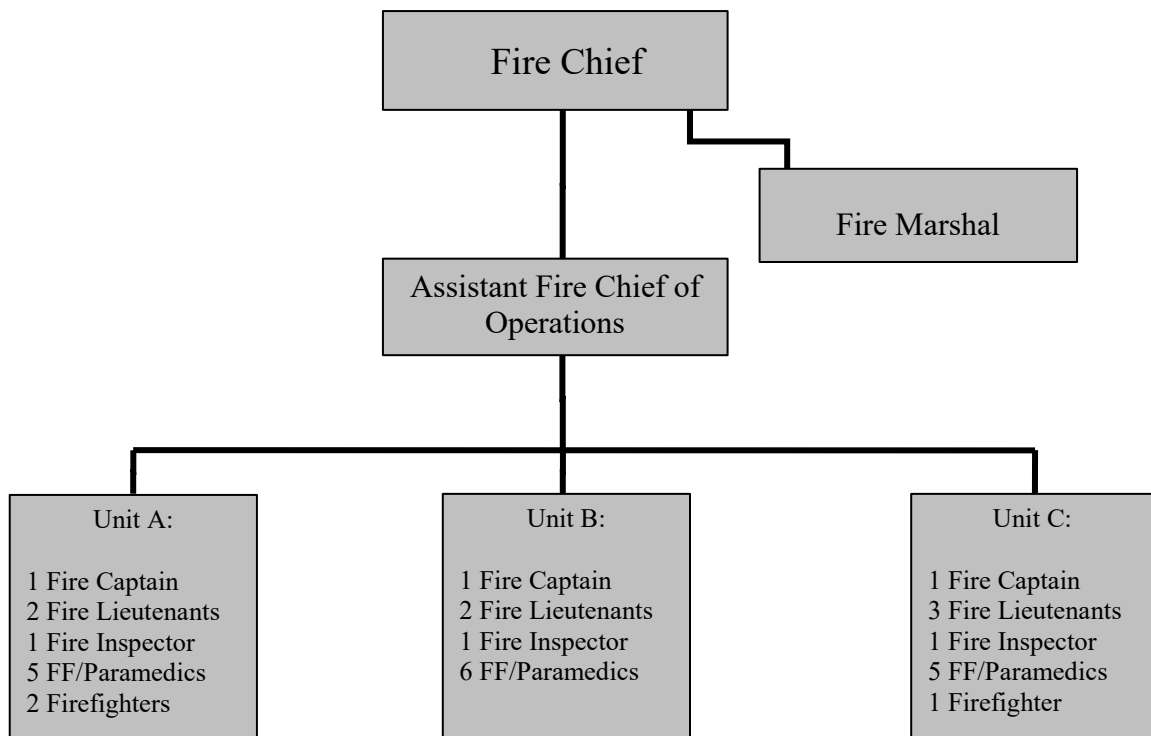 Fire Chief
Fire Marshal
Assistant Fire Chief of
Operations
Unit A:
1 Fire Captain
2 Fire Lieutenants
1 Fire Inspector
5 FF/Paramedics
2 Firefighters
Unit B:
1 Fire Captain
2 Fire Lieutenants
1 Fire Inspector
6 FF/Paramedics
Unit C:
1 Fire Captain
3 Fire Lieutenants
1 Fire Inspector
5 FF/Paramedics
1 Firefighter